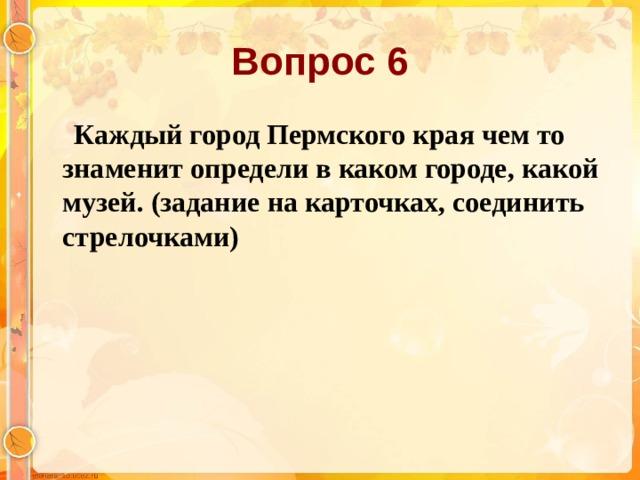 Вопрос 6
Каждый город Пермского края чем то
знаменит определи в каком городе, какой
музей. (задание на карточках, соединить
стрелочками)